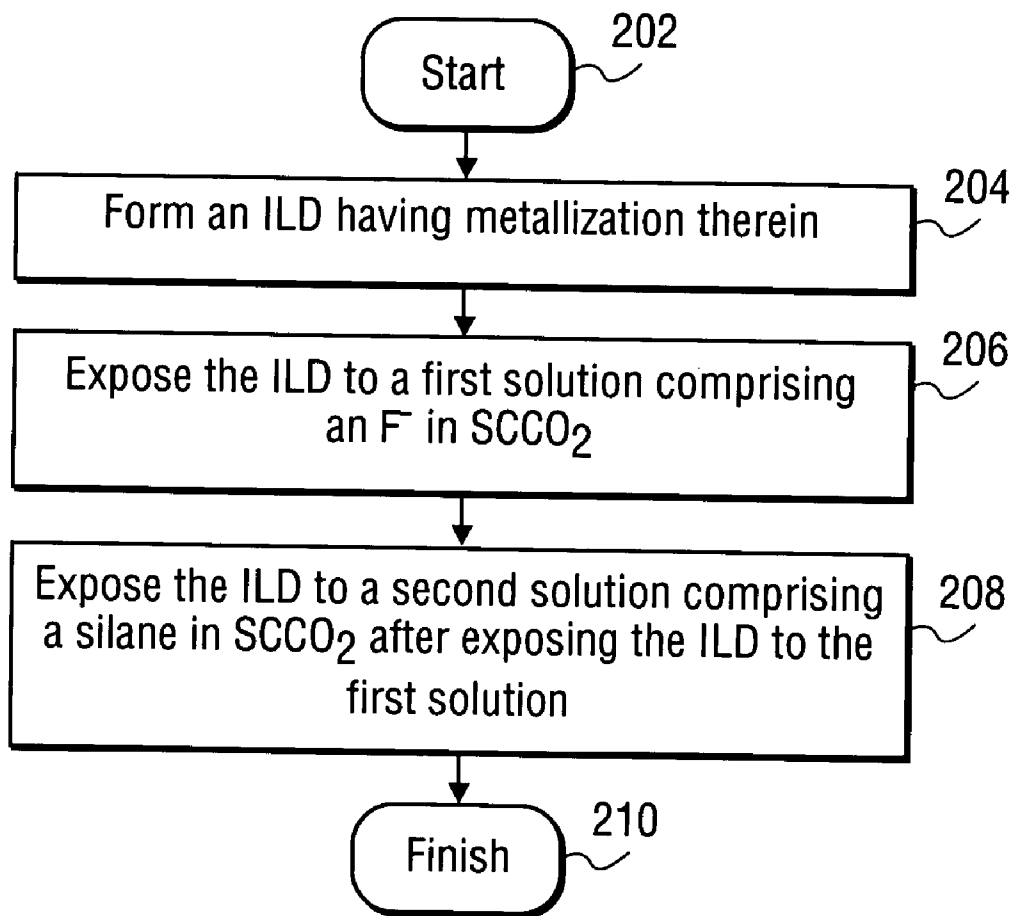 202
Start
204
Form an ILD having metallization therein
206
Expose the ILD to a first solution comprising
an F⁻ in SCCO₂
208
Expose the ILD to a second solution comprising
a silane in SCCO₂ after exposing the ILD to the
first solution
210
Finish